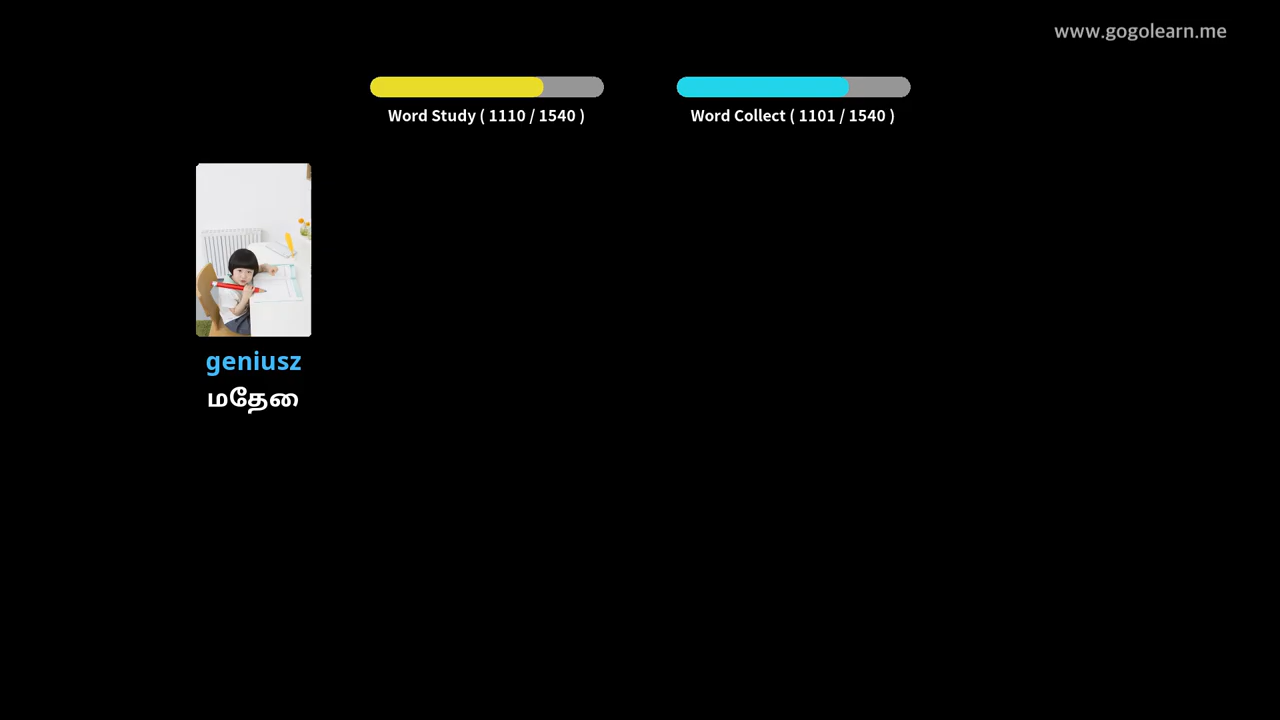 www.gogolearn.me
Word Study ( 1110 / 1540 )
Word Collect ( 1101 / 1540 )
geniusz
மதேை